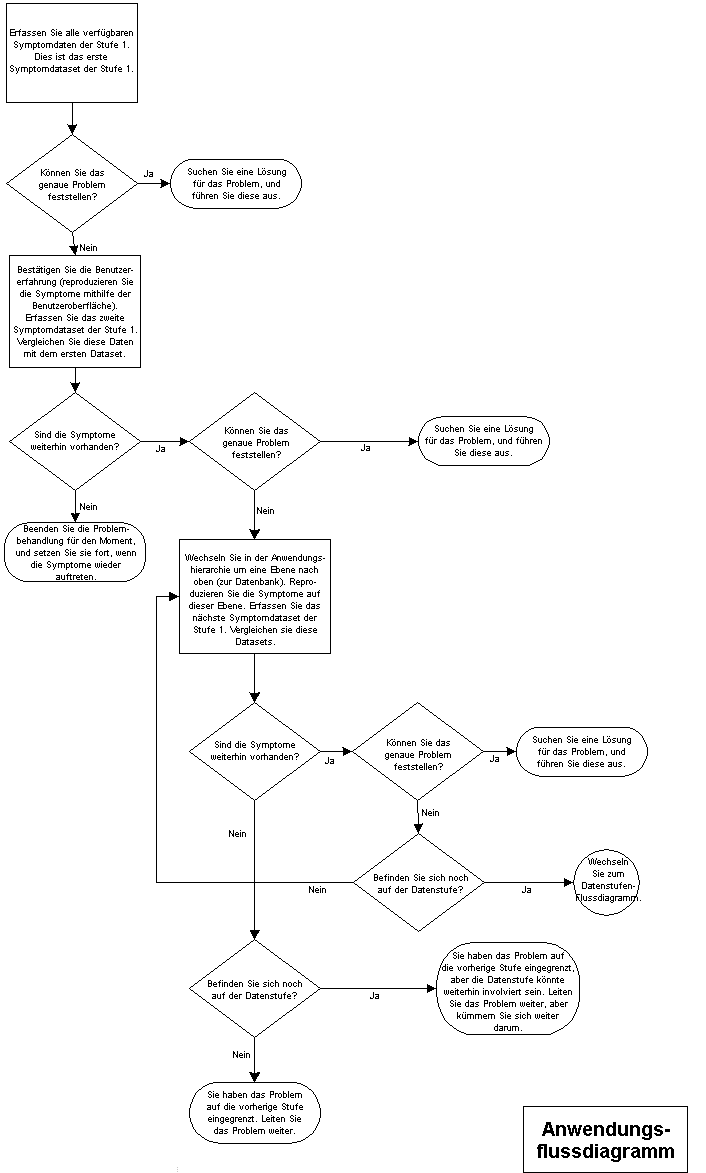 Erfassen Sie alle verfügbaren
Symptomdaten der Stufe 1.
Dies ist das erste
Symptomdataset der Stufe 1.
Können Sie das
genaue Problem
feststellen?
Ja
Suchen Sie eine Lösung
für das Problem, und
führen Sie diese aus.
Nein
Bestätigen Sie die Benutzer-
erfahrung (reproduzieren Sie
die Symptome mithilfe der
Benutzeroberfläche).
Erfassen Sie das zweite
Symptomdataset der Stufe 1.
Vergleichen Sie diese Daten
mit dem ersten Dataset.
Sind die Symptome
weiterhin vorhanden?
Ja
Können Sie das
genaue Problem
feststellen?
Ja
Suchen Sie eine Lösung
für das Problem, und führen
Sie diese aus.
Nein
Beenden Sie die Problem-
behandlung für den Moment,
und setzen Sie sie fort, wenn
die Symptome wieder
auftreten.
Nein
Wechseln Sie in der Anwendungs-
hierarchie um eine Ebene nach
oben (zur Datenbank). Repro-
duzieren Sie die Symptome auf
dieser Ebene. Erfassen Sie das
nächste Symptomdataset der
Stufe 1. Vergleichen sie diese
Datasets.
Sind die Symptome
weiterhin vorhanden?
Ja
Können Sie das
genaue Problem
feststellen?
Ja
Suchen Sie eine Lösung
für das Problem, und
führen Sie diese aus.
Nein
Nein
Befinden Sie sich noch
auf der Datenstufe?
Nein
Ja
Wechseln
Sie zum
Datenstufen-
Flussdiagramm.
Befinden Sie sich noch
auf der Datenstufe?
Ja
Sie haben das Problem auf
die vorherige Stufe eingegrenzt,
aber die Datenstufe könnte
weiterhin involviert sein. Leiten
Sie das Problem weiter, aber
kümmern Sie sich weiter
darum.
Nein
Sie haben das Problem
auf die vorherige Stufe
eingegrenzt. Leiten Sie
das Problem weiter.
Anwendungs-
flussdiagramm